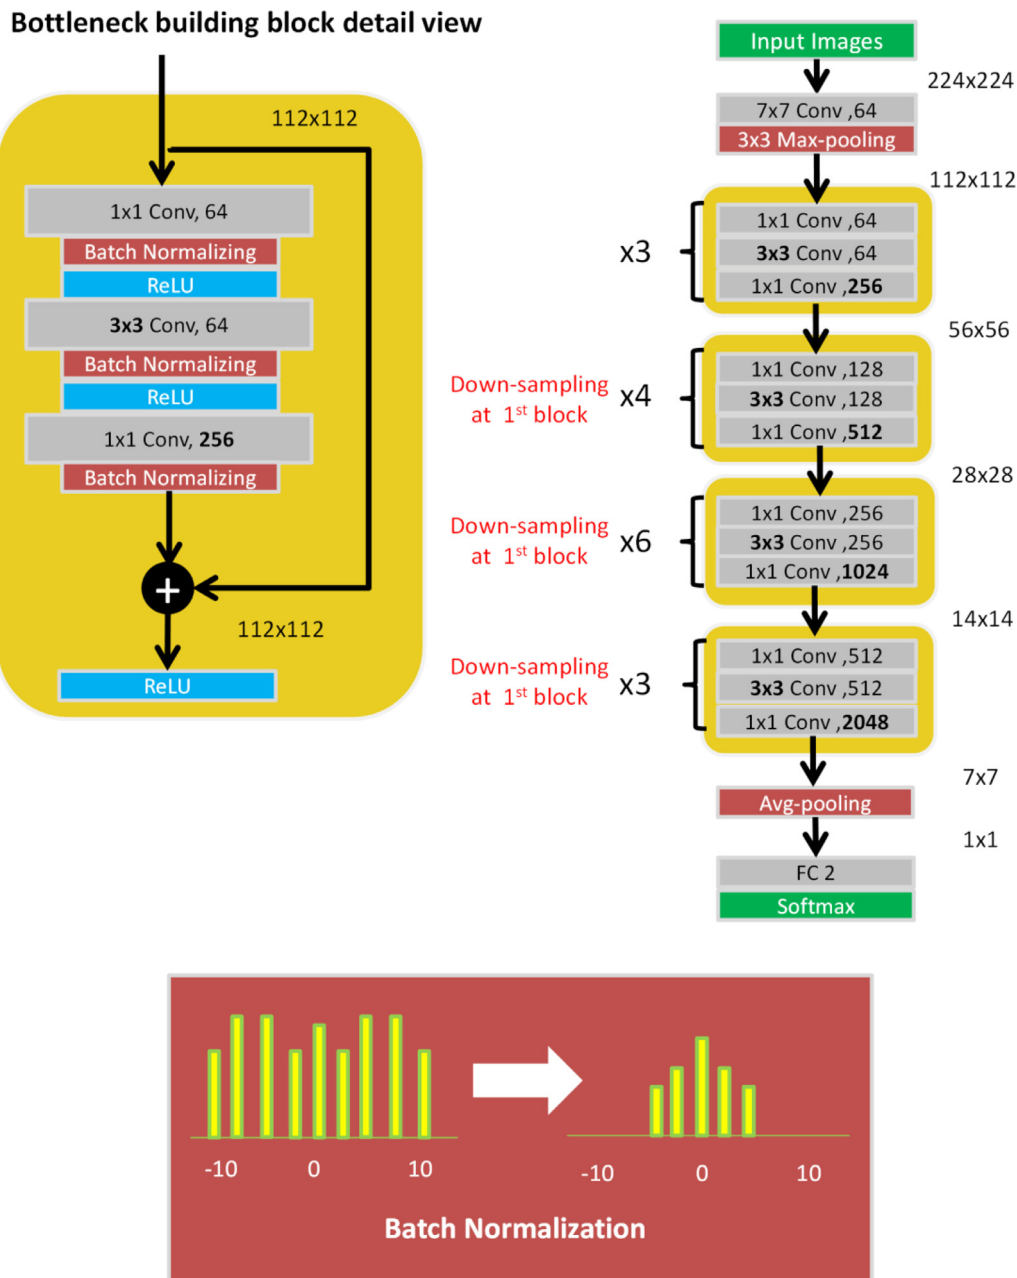 Bottleneck building block detail view
112x112
1x1 Conv, 64
Batch Normalizing
ReLU
3x3 Conv, 64
Batch Normalizing
ReLU
1x1 Conv, 256
Batch Normalizing
+
112x112
ReLU
Input Images
224x224
7x7 Conv ,64
3x3 Max-pooling
112x112
x3
1x1 Conv ,64
3x3 Conv ,64
1x1 Conv ,256
56x56
Down-sampling
at 1st block
x4
1x1 Conv ,128
3x3 Conv ,128
1x1 Conv ,512
28x28
Down-sampling
at 1st block
x6
1x1 Conv ,256
3x3 Conv ,256
1x1 Conv ,1024
14x14
Down-sampling
at 1st block
x3
1x1 Conv ,512
3x3 Conv ,512
1x1 Conv ,2048
7x7
Avg-pooling
1x1
FC 2
Softmax
-10 0 10
-10 0 10
Batch Normalization